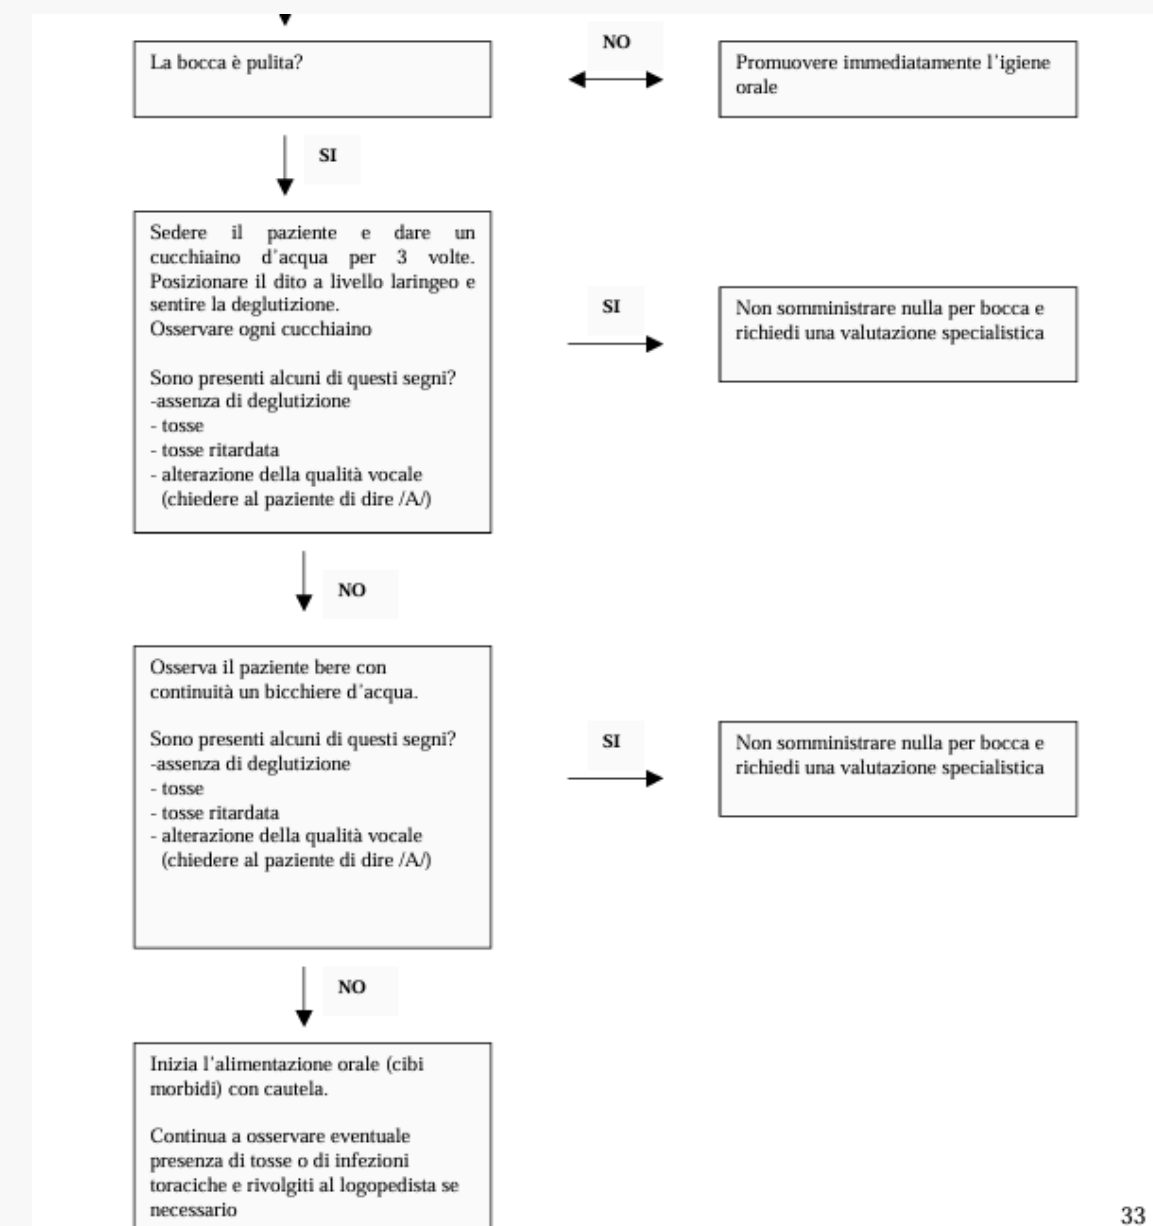 La bocca è pulita?
NO
Promuovere immediatamente l'igiene
orale
SI
Sedere il paziente e dare un
cucchiaino d'acqua per 3 volte.
Posizionare il dito a livello laringeo e
sentire la deglutizione.
Osservare ogni cucchiaino
Sono presenti alcuni di questi segni?
-assenza di deglutizione
- tosse
- tosse ritardata
- alterazione della qualità vocale
(chiedere al paziente di dire /A/)
SI
Non somministrare nulla per bocca e
richiedi una valutazione specialistica
NO
Osserva il paziente bere con
continuità un bicchiere d'acqua.
Sono presenti alcuni di questi segni?
-assenza di deglutizione
- tosse
- tosse ritardata
- alterazione della qualità vocale
(chiedere al paziente di dire /A/)
SI
Non somministrare nulla per bocca e
richiedi una valutazione specialistica
NO
Inizia l'alimentazione orale (cibi
morbidi) con cautela.
Continua a osservare eventuale
presenza di tosse o di infezioni
toraciche e rivolgiti al logopedista se
necessario
33